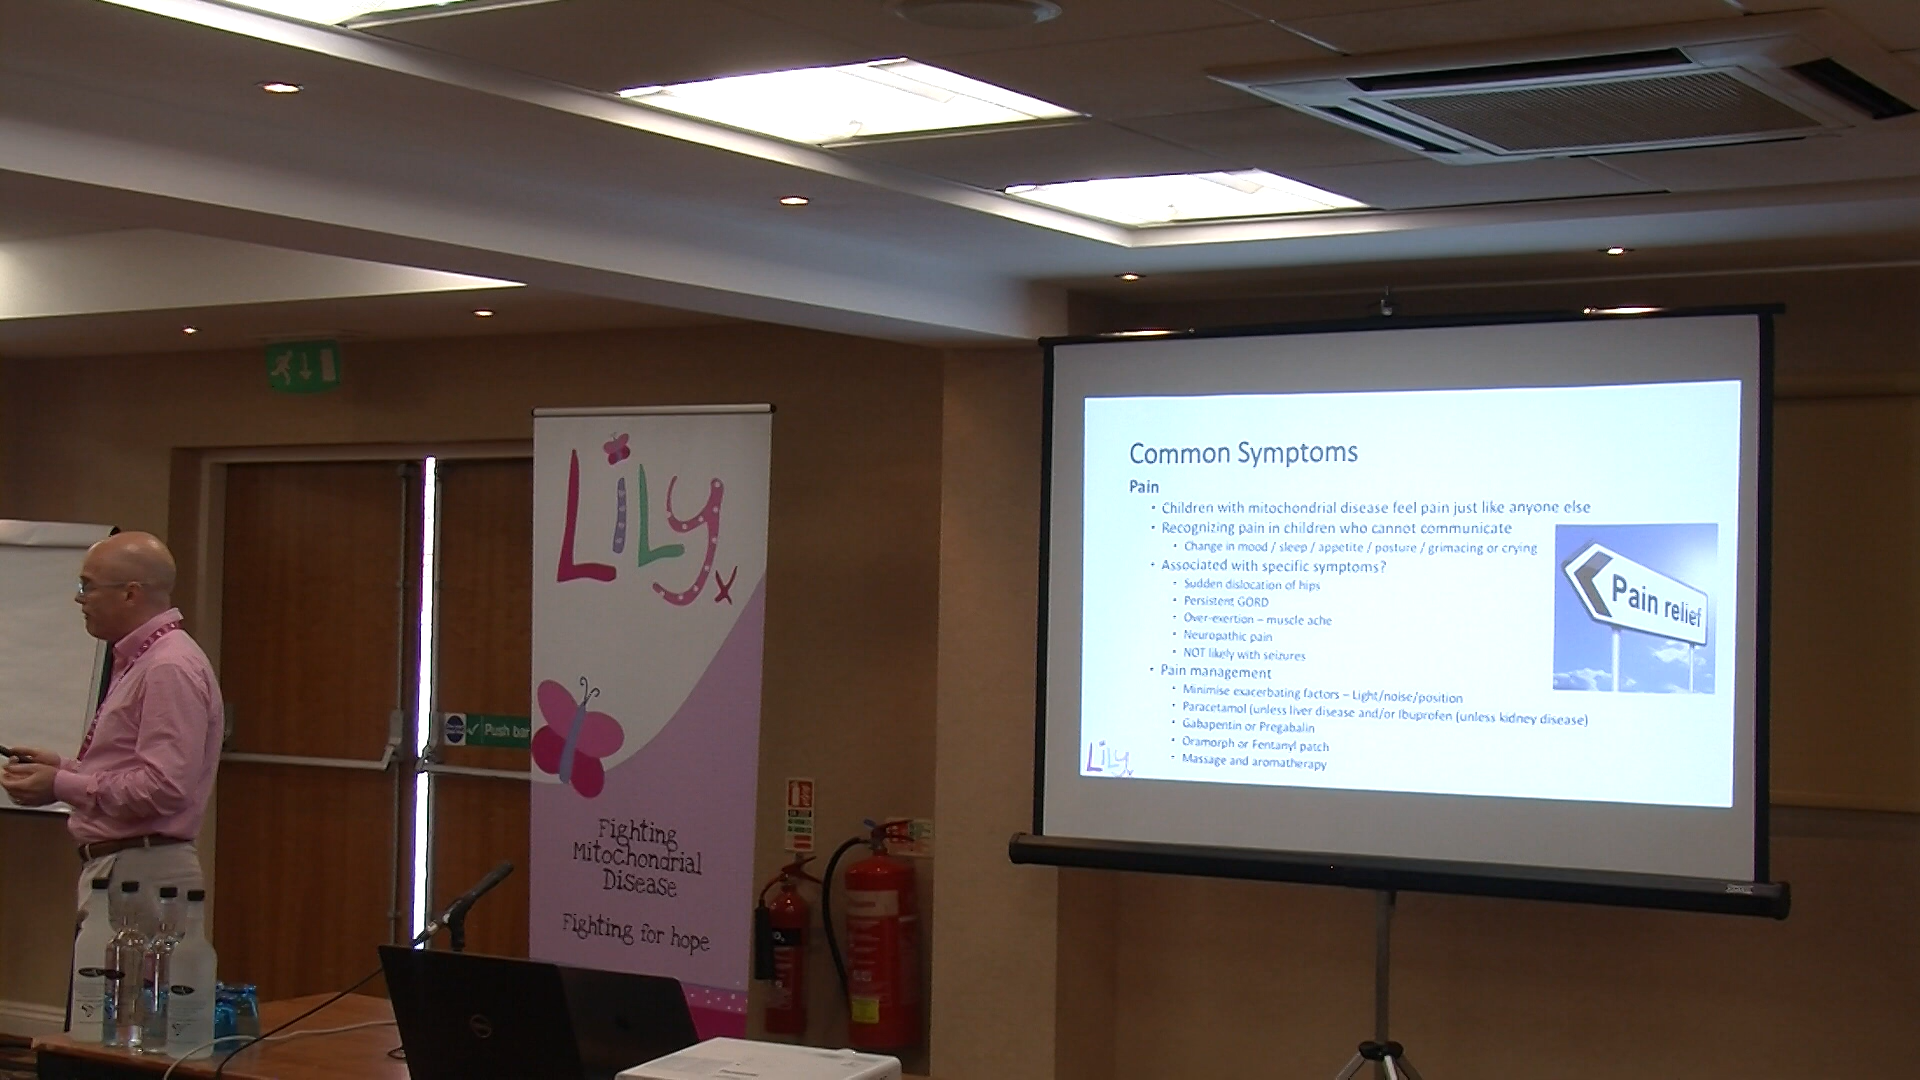 Lily x
Fighting
Mitochondrial
Disease
Fighting for hope
Push bar
Common Symptoms
Pain
• Children with mitochondrial disease feel pain just like anyone else
• Recognizing pain in children who cannot communicate
• Change in mood / sleep / appetite / posture / grimacing or crying
• Associated with specific symptoms?
• Sudden dislocation of hips
• Persistent GORD
• Over-exertion – muscle ache
• Neuropathic pain
• NOT likely with seizures
• Pain management
• Minimise exacerbating factors – Light/noise/position
• Paracetamol (unless liver disease and/or Ibuprofen (unless kidney disease)
• Gabapentin or Pregabalin
• Oramorph or Fentanyl patch
• Massage and aromatherapy
Pain relief
Lily x
DELL